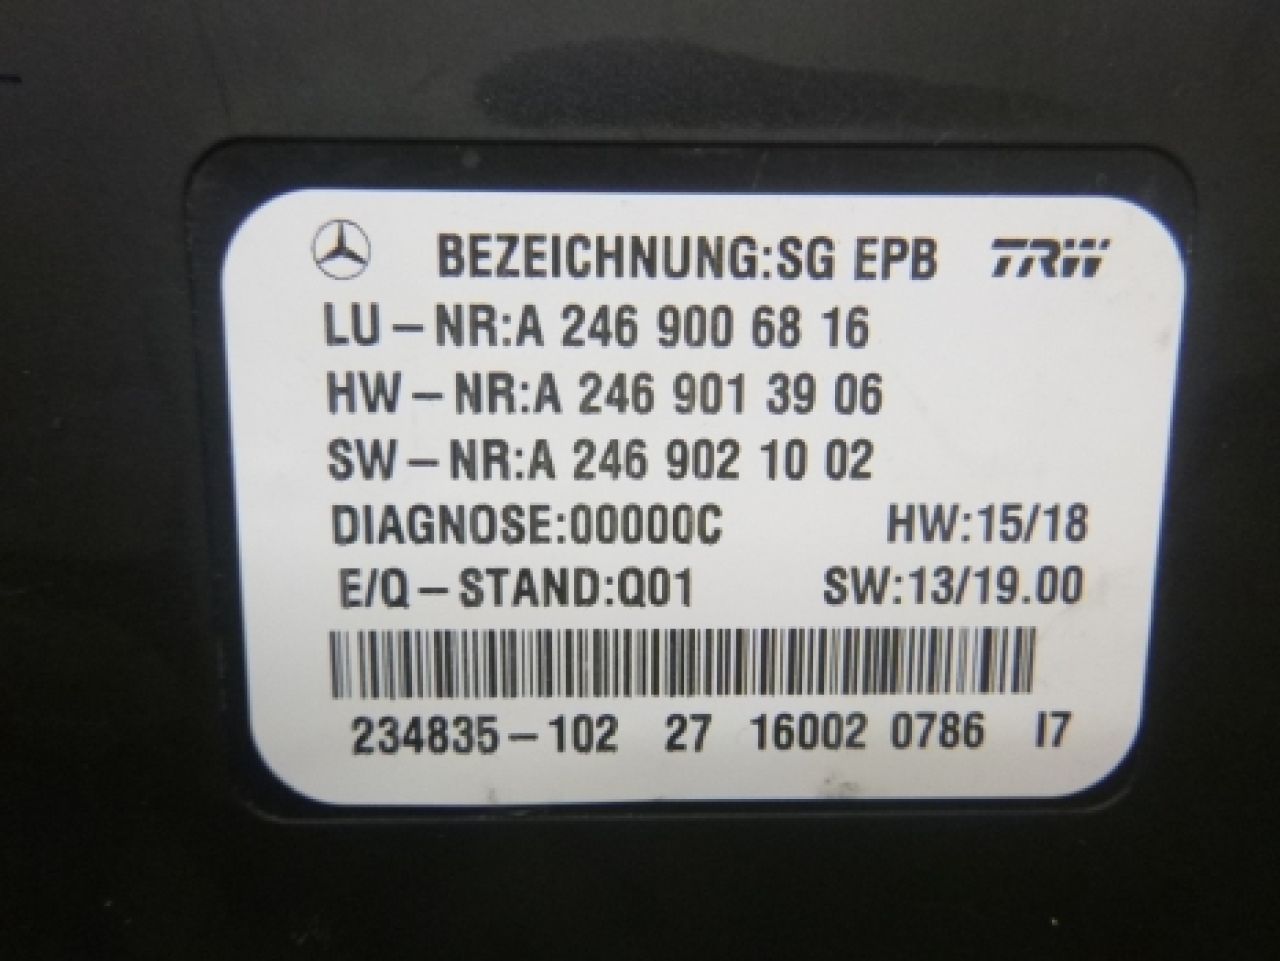 BEZEICHNUNG:SG EPB TRW
LU-NR:A 246 900 68 16
HW-NR:A 246 901 39 06
SW-NR:A 246 902 10 02
DIAGNOSE:00000C HW:15/18
E/Q-STAND:Q01 SW:13/19.00
234835-102 27 16002 0786 I7